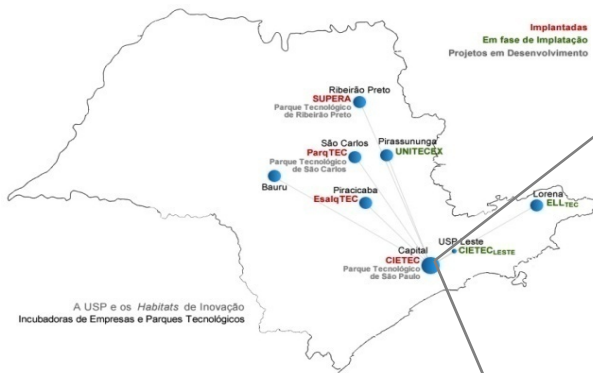 Implantadas
Em fase de Implatação
Projetos em Desenvolvimento
Ribeirão Preto
SUPERA
Parque Tecnológico
de Ribeirão Preto
São Carlos
ParqTEC
Parque Tecnológico
de São Carlos
Pirassununga
UNITECEX
Bauru
Piracicaba
EsalqTEC
Lorena
ELLTEC
Capital
CIETEC
Parque Tecnológico
de São Paulo
USP Leste
CIETECLESTE
A USP e os Habitats de Inovação
Incubadoras de Empresas e Parques Tecnológicos